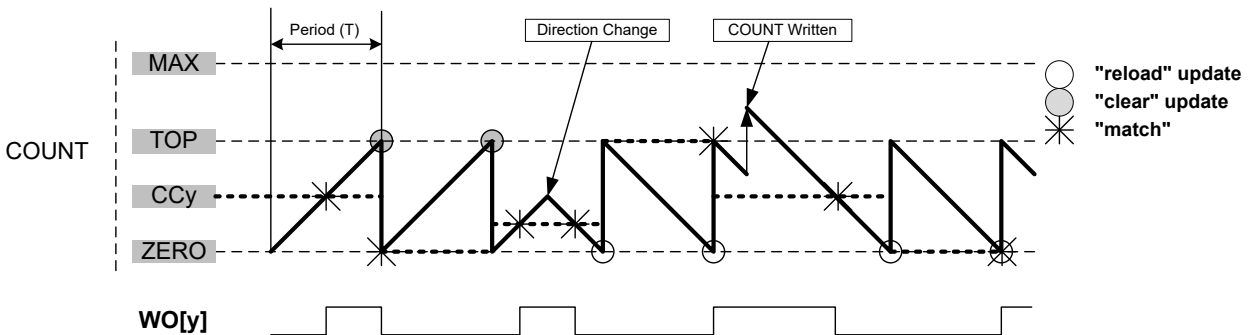 Period (T)
Direction Change
COUNT Written
MAX
"reload" update
"clear" update
TOP
"match"
COUNT
CCy
ZERO
WO[y]